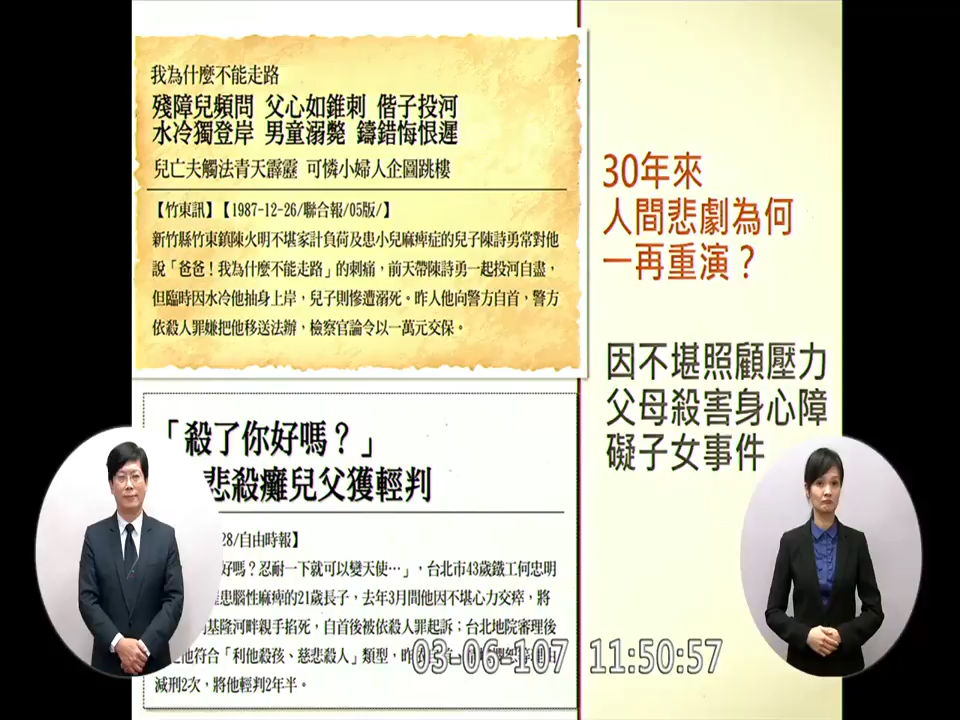 我為什麼不能走路
殘障兒頻問 父心如錐刺 偕子投河
水冷獨登岸 男童溺斃 鑄錯悔恨遲
兒亡夫觸法青天霹靂 可憐小婦人企圖跳樓
【竹東訊】【1987-12-26/聯合報/05版/】
新竹縣竹東鎮陳火明不堪家計負荷及患小兒麻痺症的兒子陳詩勇常對他
說「爸爸！我為什麼不能走路」的刺痛，前天帶陳詩勇一起投河自盡，
但臨時因水冷他抽身上岸，兒子則慘遭溺死。昨人他向警方自首，警方
依殺人罪嫌把他移送法辦，檢察官諭令以一萬元交保。
30年來
人間悲劇為何
一再重演？
因不堪照顧壓力
父母殺害身心障
礙子女事件
「殺了你好嗎？」
悲殺癱兒父獲輕判
28/自由時報】
好嗎？忍耐一下就可以變天使…」，台北市43歲鐵工何忠明
患腦性麻痺的21歲長子，去年3月間他因不堪心力交瘁，將
基隆河畔親手掐死，自首後被依殺人罪起訴；台北地院審理後
他符合「利他殺孩、慈悲殺人」類型，昨
減刑2次，將他輕判2年半。
03-06-107 11:50:57